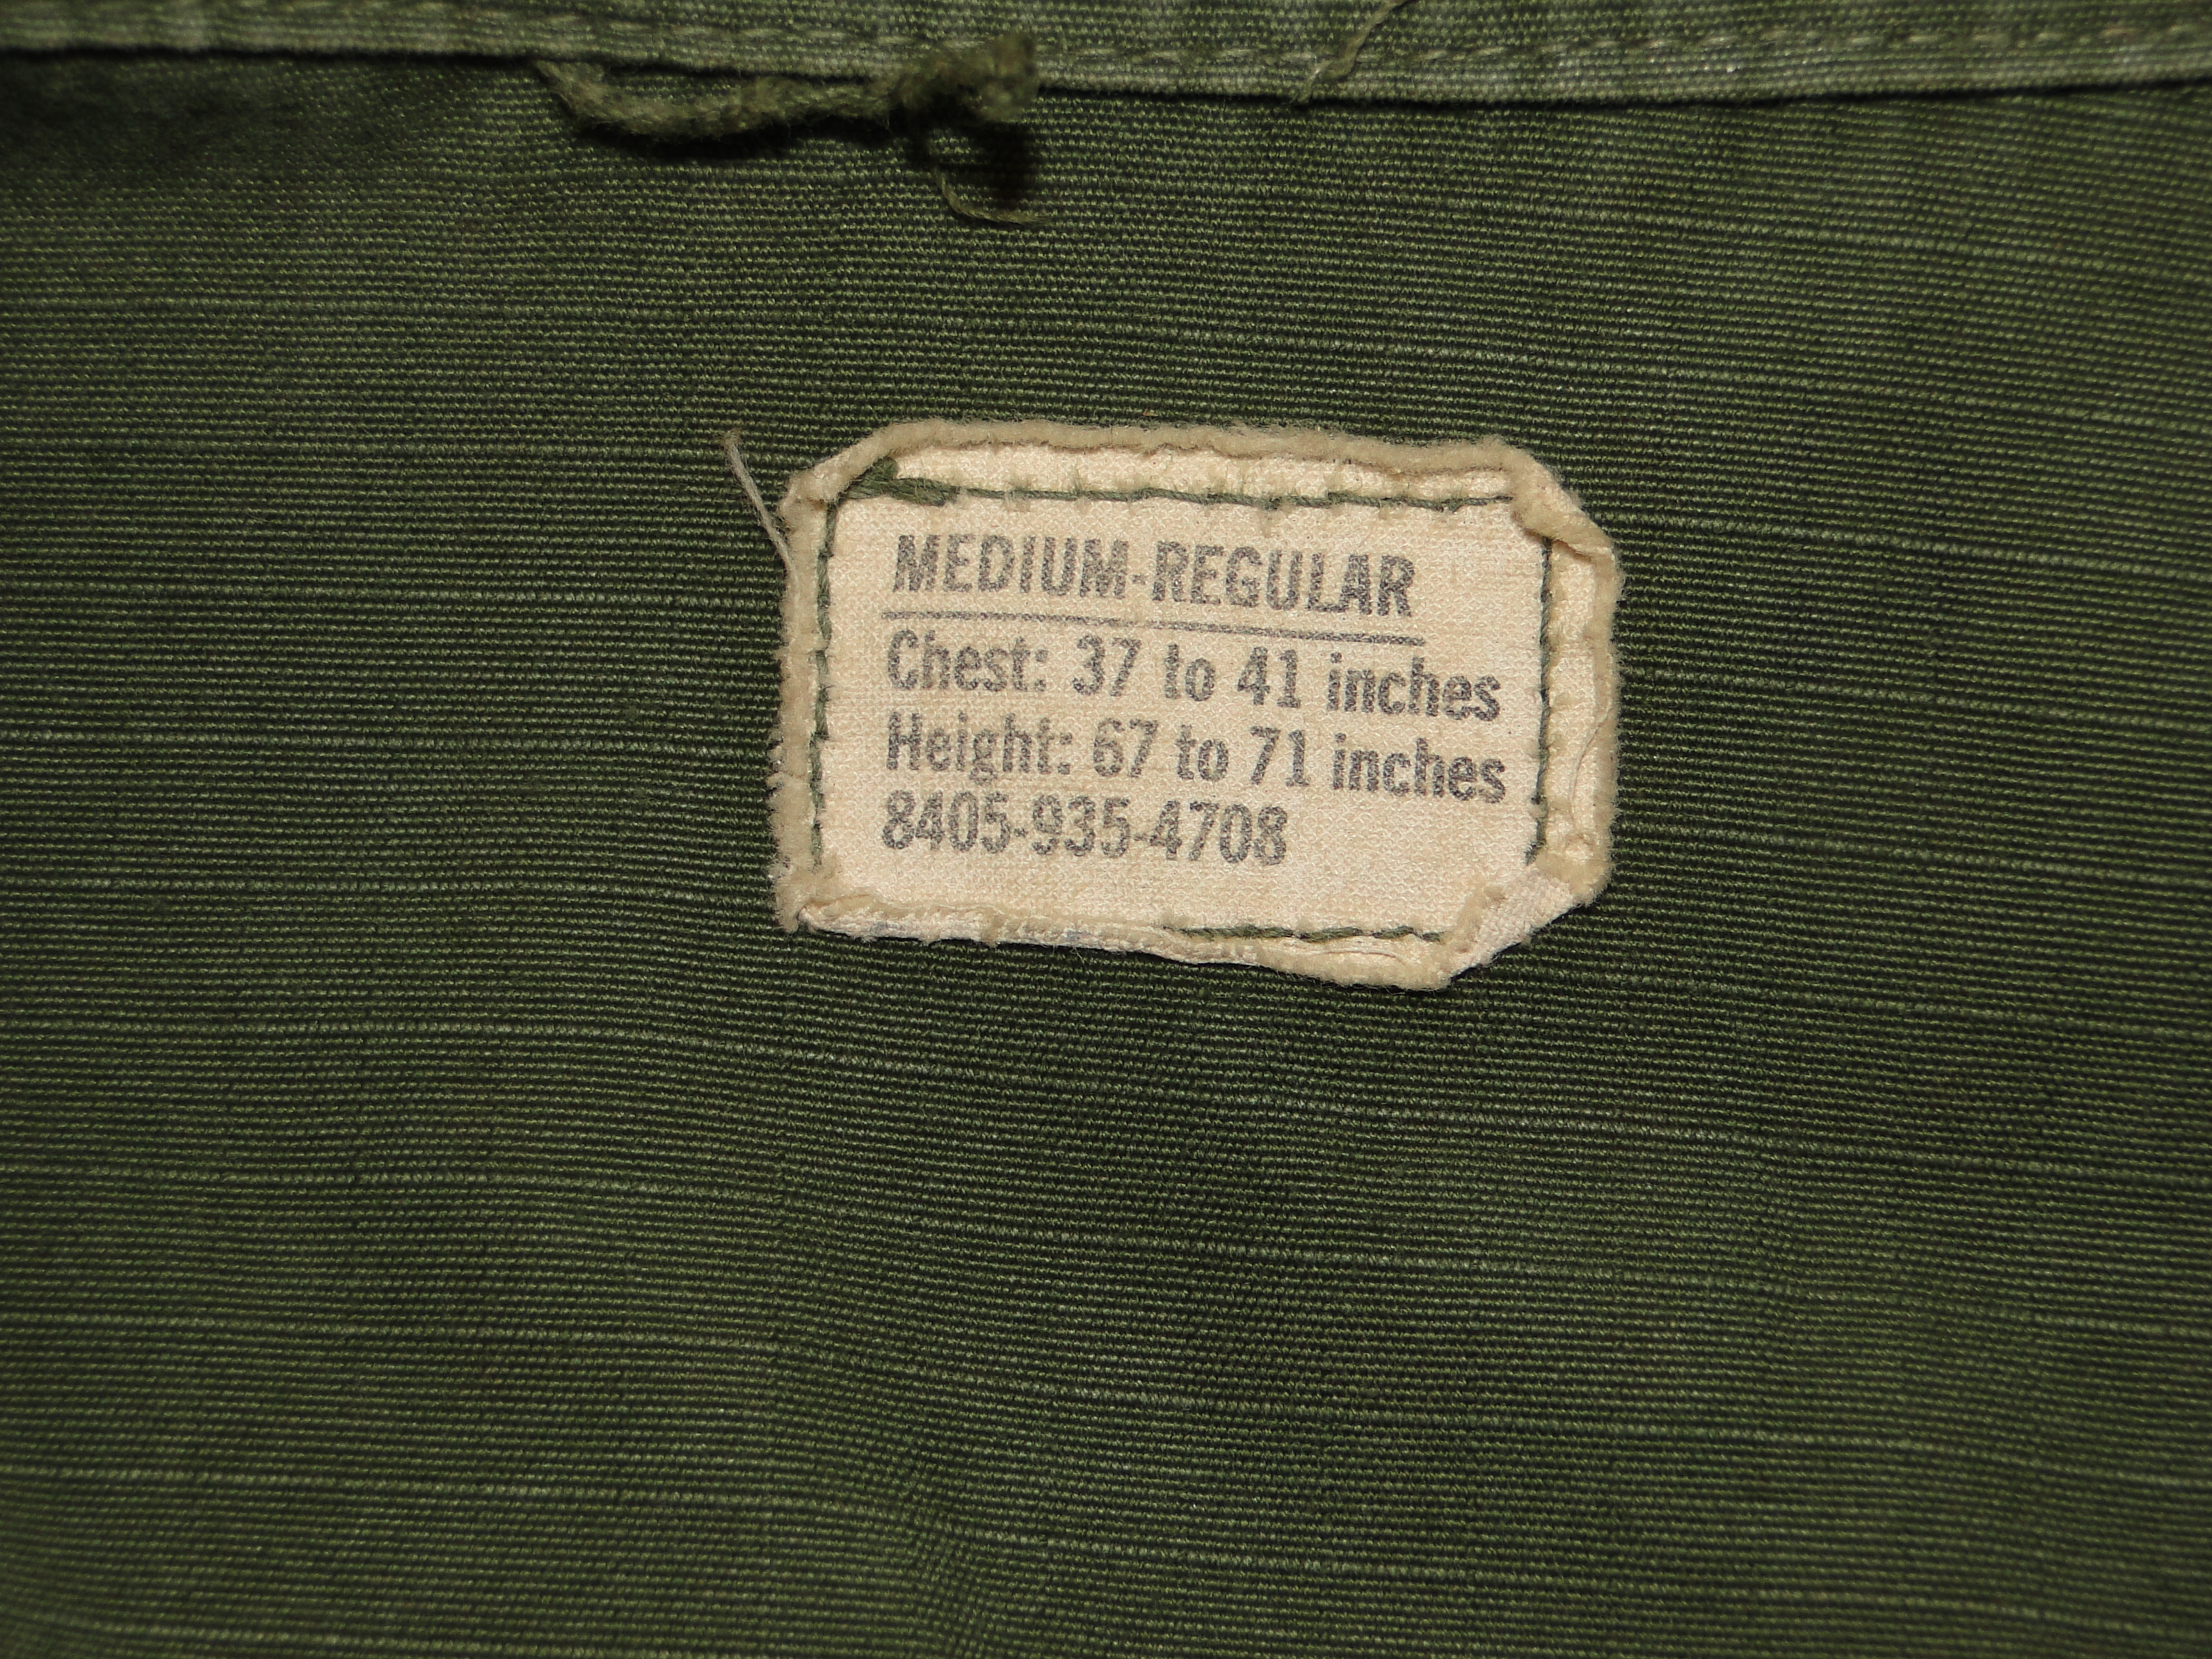 MEDIUM-REGULAR
Chest: 37 to 41 inches
Height: 67 to 71 inches
8405-935-4708